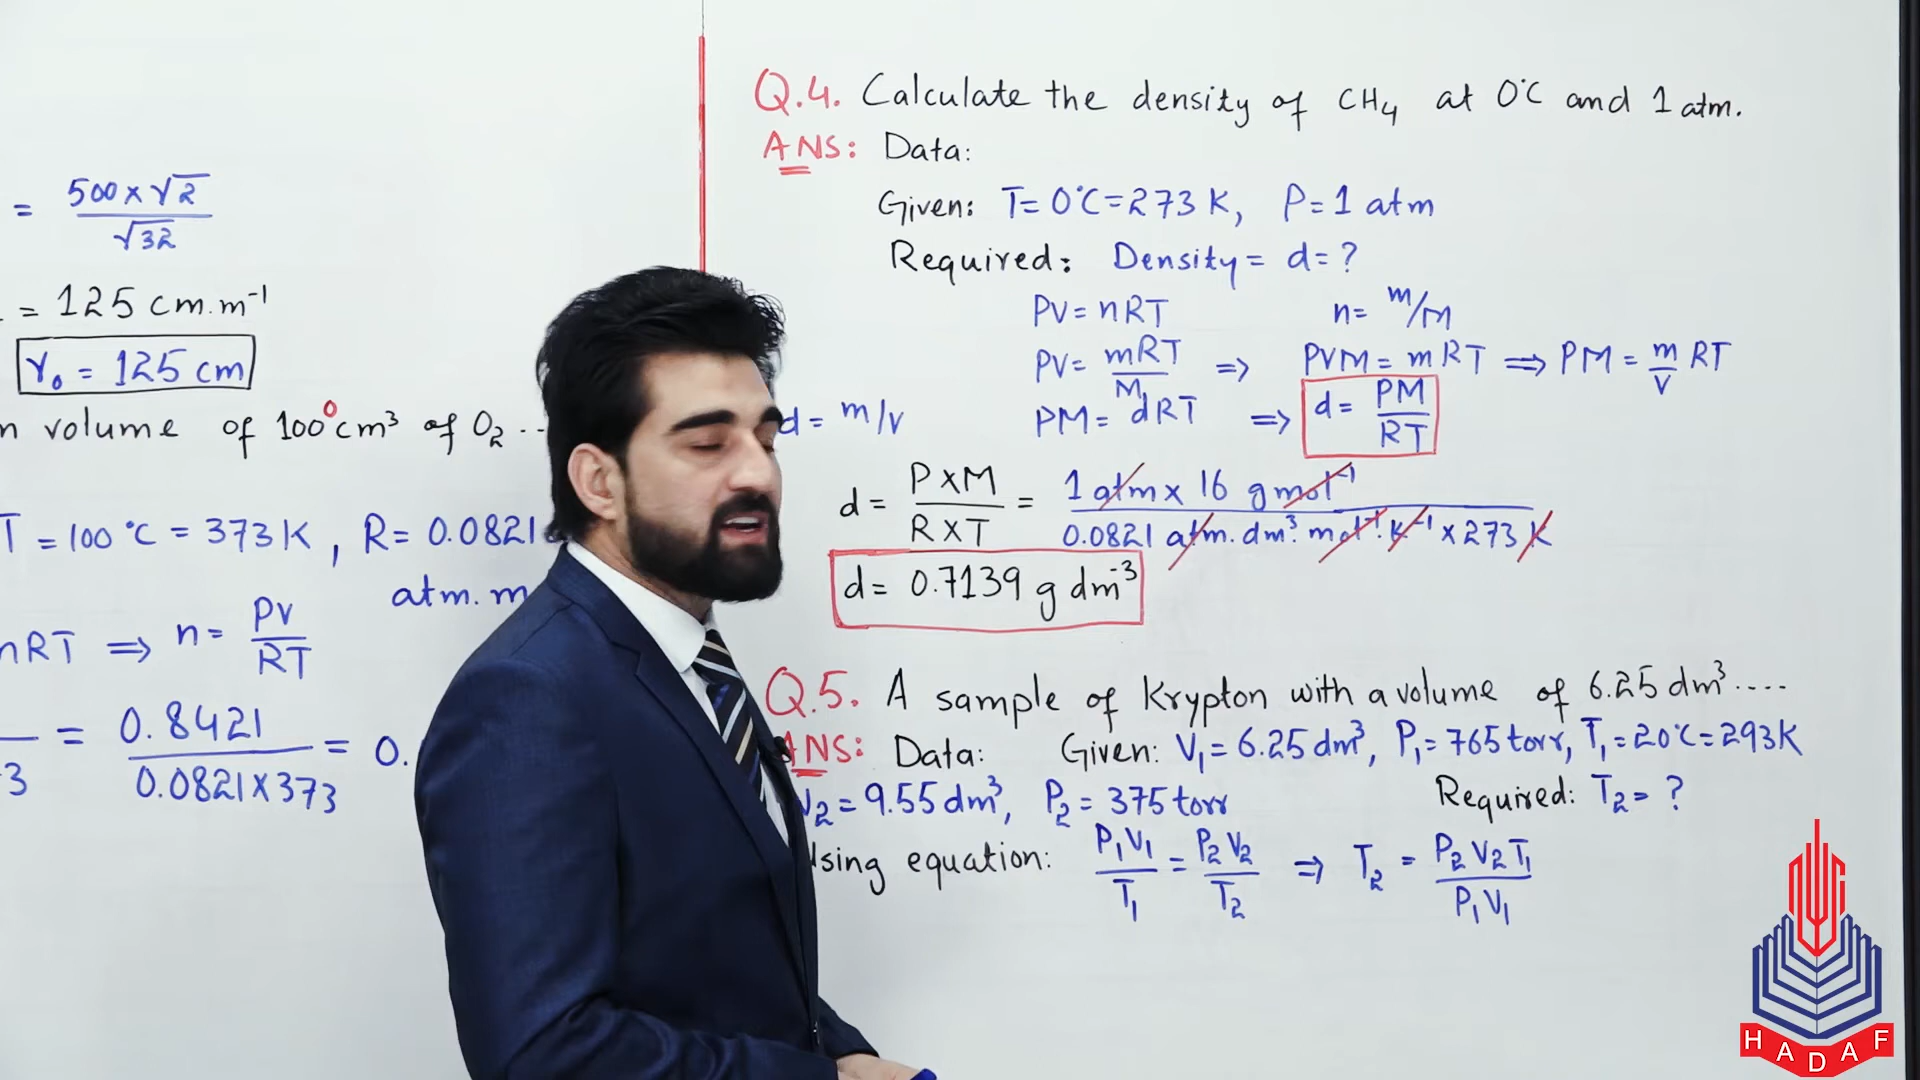 = 500 × √2 / √32
= 125 cm.m⁻¹
r₀ = 125 cm
volume of 100°cm³ of O₂ ..
T = 100 °C = 373 K , R = 0.0821
atm. m
nRT ⇒ n = PV / RT
= 0.8421 / 0.0821 × 373 = 0.
3
Q.4. Calculate the density of CH₄ at 0°C and 1 atm.
ANS: Data:
Given: T = 0°C = 273 K, P = 1 atm
Required: Density = d = ?
PV = nRT n = m/M
PV = mRT / M ⇒ PVM = mRT ⇒ PM = m/V RT
d = m/v PM = dRT ⇒ d = PM / RT
d = P × M / R × T = 1 atm × 16 g mol⁻¹ / 0.0821 atm. dm³. mol⁻¹. K⁻¹ × 273 K
d = 0.7139 g dm⁻³
Q.5. A sample of Krypton with a volume of 6.25 dm³....
ANS: Data: Given: V₁ = 6.25 dm³, P₁ = 765 torr, T₁ = 20°C = 293K
V₂ = 9.55 dm³, P₂ = 375 torr Required: T₂ = ?
Using equation: P₁V₁ / T₁ = P₂V₂ / T₂ ⇒ T₂ = P₂V₂T₁ / P₁V₁
HADAF